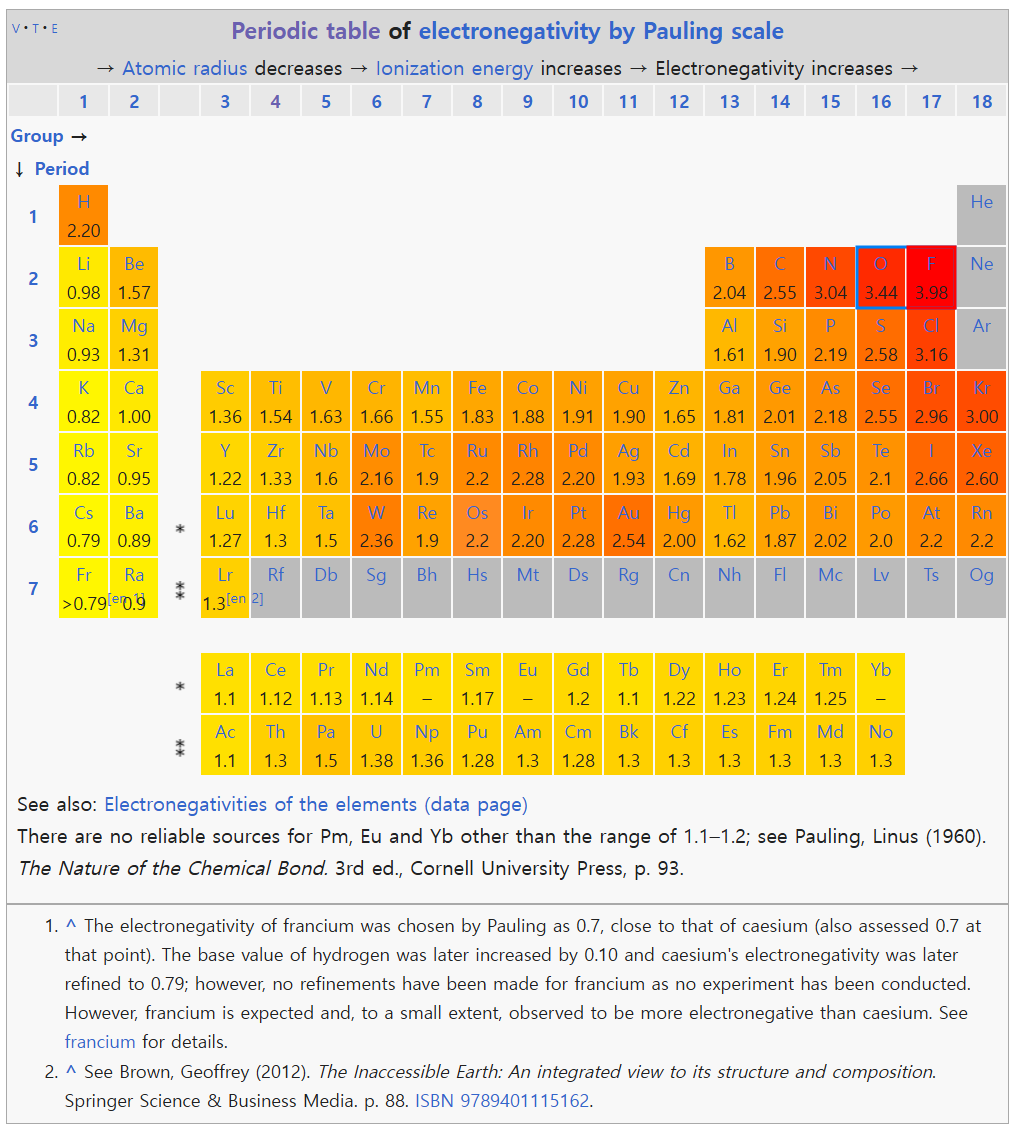 V • T • E
Periodic table of electronegativity by Pauling scale
→ Atomic radius decreases → Ionization energy increases → Electronegativity increases →
1 2 3 4 5 6 7 8 9 10 11 12 13 14 15 16 17 18
Group →
↓ Period
H He
1
2.20
Li Be B C N O F Ne
2
0.98 1.57 2.04 2.55 3.04 3.44 3.98
Na Mg Al Si P S Cl Ar
3
0.93 1.31 1.61 1.90 2.19 2.58 3.16
K Ca Sc Ti V Cr Mn Fe Co Ni Cu Zn Ga Ge As Se Br Kr
4
0.82 1.00 1.36 1.54 1.63 1.66 1.55 1.83 1.88 1.91 1.90 1.65 1.81 2.01 2.18 2.55 2.96 3.00
Rb Sr Y Zr Nb Mo Tc Ru Rh Pd Ag Cd In Sn Sb Te I Xe
5
0.82 0.95 1.22 1.33 1.6 2.16 1.9 2.2 2.28 2.20 1.93 1.69 1.78 1.96 2.05 2.1 2.66 2.60
Cs Ba Lu Hf Ta W Re Os Ir Pt Au Hg Tl Pb Bi Po At Rn
6 *
0.79 0.89 1.27 1.3 1.5 2.36 1.9 2.2 2.20 2.28 2.54 2.00 1.62 1.87 2.02 2.0 2.2 2.2
Fr Ra Lr Rf Db Sg Bh Hs Mt Ds Rg Cn Nh Fl Mc Lv Ts Og
7 ⁑
>0.79[en 1] 0.9 1.3[en 2]
La Ce Pr Nd Pm Sm Eu Gd Tb Dy Ho Er Tm Yb
*
1.1 1.12 1.13 1.14 – 1.17 – 1.2 1.1 1.22 1.23 1.24 1.25 –
Ac Th Pa U Np Pu Am Cm Bk Cf Es Fm Md No
⁑
1.1 1.3 1.5 1.38 1.36 1.28 1.3 1.28 1.3 1.3 1.3 1.3 1.3 1.3
See also: Electronegativities of the elements (data page)
There are no reliable sources for Pm, Eu and Yb other than the range of 1.1–1.2; see Pauling, Linus (1960).
The Nature of the Chemical Bond. 3rd ed., Cornell University Press, p. 93.
1. ^ The electronegativity of francium was chosen by Pauling as 0.7, close to that of caesium (also assessed 0.7 at
that point). The base value of hydrogen was later increased by 0.10 and caesium's electronegativity was later
refined to 0.79; however, no refinements have been made for francium as no experiment has been conducted.
However, francium is expected and, to a small extent, observed to be more electronegative than caesium. See
francium for details.
2. ^ See Brown, Geoffrey (2012). The Inaccessible Earth: An integrated view to its structure and composition.
Springer Science & Business Media. p. 88. ISBN 9789401115162.